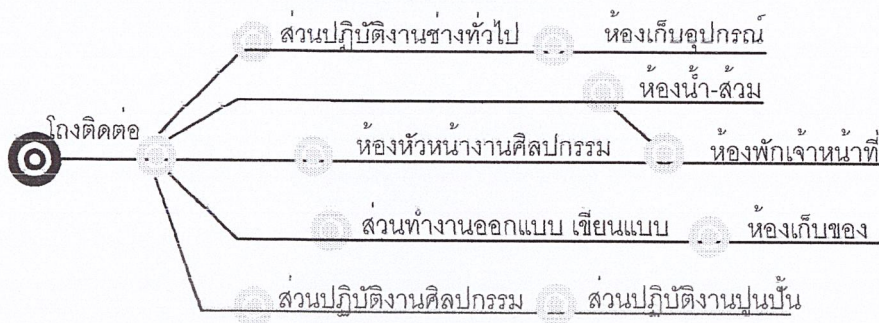 ส่วนปฏิบัติงานช่างทั่วไป ห้องเก็บอุปกรณ์
ห้องน้ำ-ส้วม
โถงติดต่อ
ห้องหัวหน้างานศิลปกรรม ห้องพักเจ้าหน้าที่
ส่วนทำงานออกแบบ เขียนแบบ ห้องเก็บของ
ส่วนปฏิบัติงานศิลปกรรม ส่วนปฏิบัติงานปูนปั้น